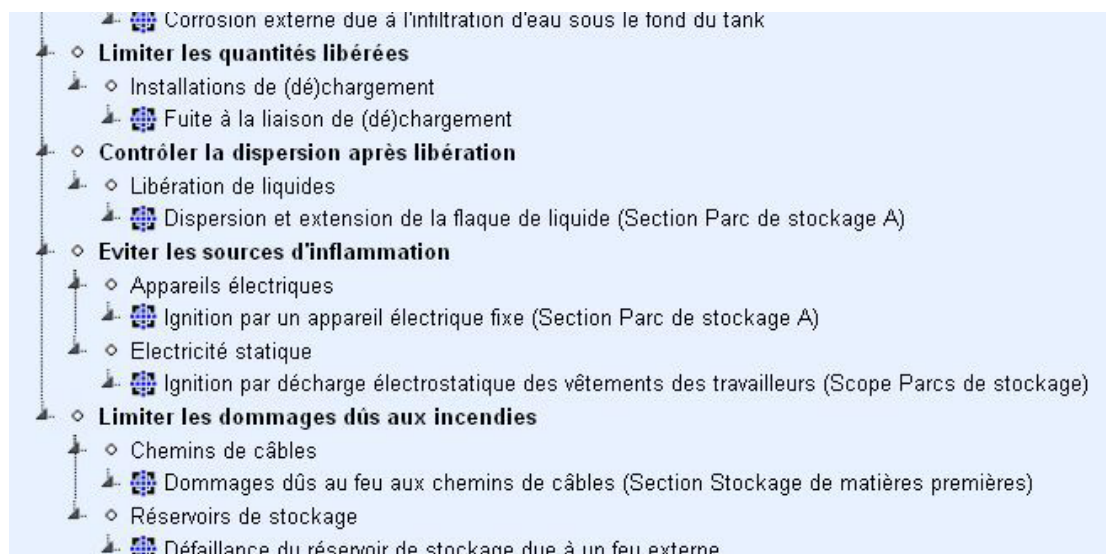 Corrosion externe due à l'infiltration d'eau sous le fond du tank
Limiter les quantités libérées
Installations de (dé)chargement
Fuite à la liaison de (dé)chargement
Contrôler la dispersion après libération
Libération de liquides
Dispersion et extension de la flaque de liquide (Section Parc de stockage A)
Eviter les sources d'inflammation
Appareils électriques
Ignition par un appareil électrique fixe (Section Parc de stockage A)
Electricité statique
Ignition par décharge électrostatique des vêtements des travailleurs (Scope Parcs de stockage)
Limiter les dommages dûs aux incendies
Chemins de câbles
Dommages dûs au feu aux chemins de câbles (Section Stockage de matières premières)
Réservoirs de stockage
Défaillance du réservoir de stockage due à un feu externe